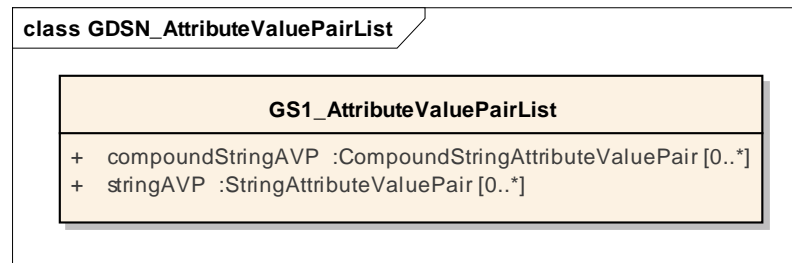 class GDSN_AttributeValuePairList
GS1_AttributeValuePairList
+ compoundStringAVP :CompoundStringAttributeValuePair [0..*]
+ stringAVP :StringAttributeValuePair [0..*]